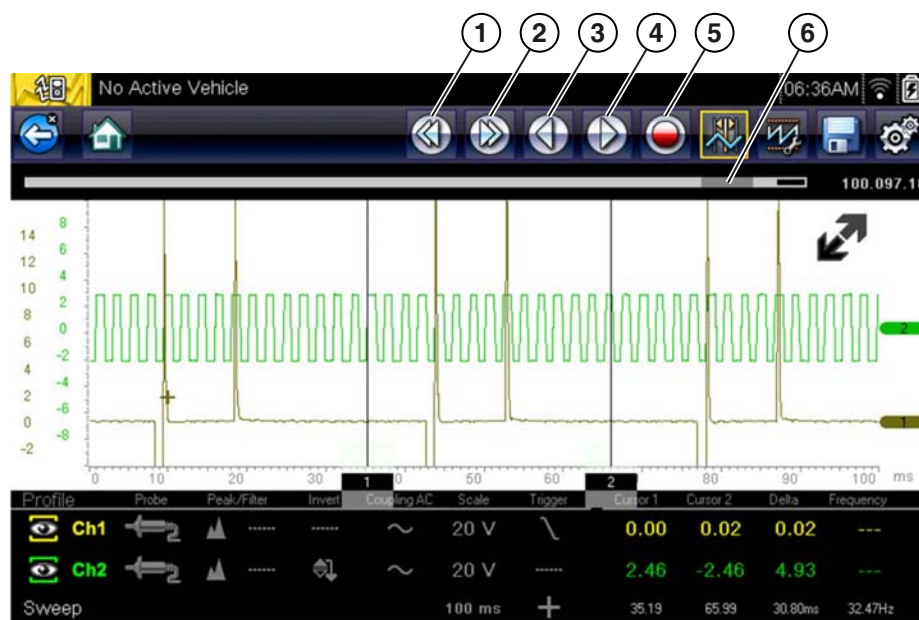 1 2 3 4 5 6
No Active Vehicle 06:36AM
100.097.1
14 8
12 6
10 4
8 2
6 0 2
4 -2
2 -4
0 -6 1
-2 -8
0 10 20 30 1 0 50 60 2 80 90 100 ms
Profile Probe Peak/Filter Invert Coupling AC Scale Trigger Cursor 1 Cursor 2 Delta Frequency
Ch1 ----- ----- 20 V 0.00 0.02 0.02 ---
Ch2 ----- 20 V ----- 2.46 -2.46 4.93 ---
Sweep 100 ms 35.19 65.99 30.80ms 32.47Hz